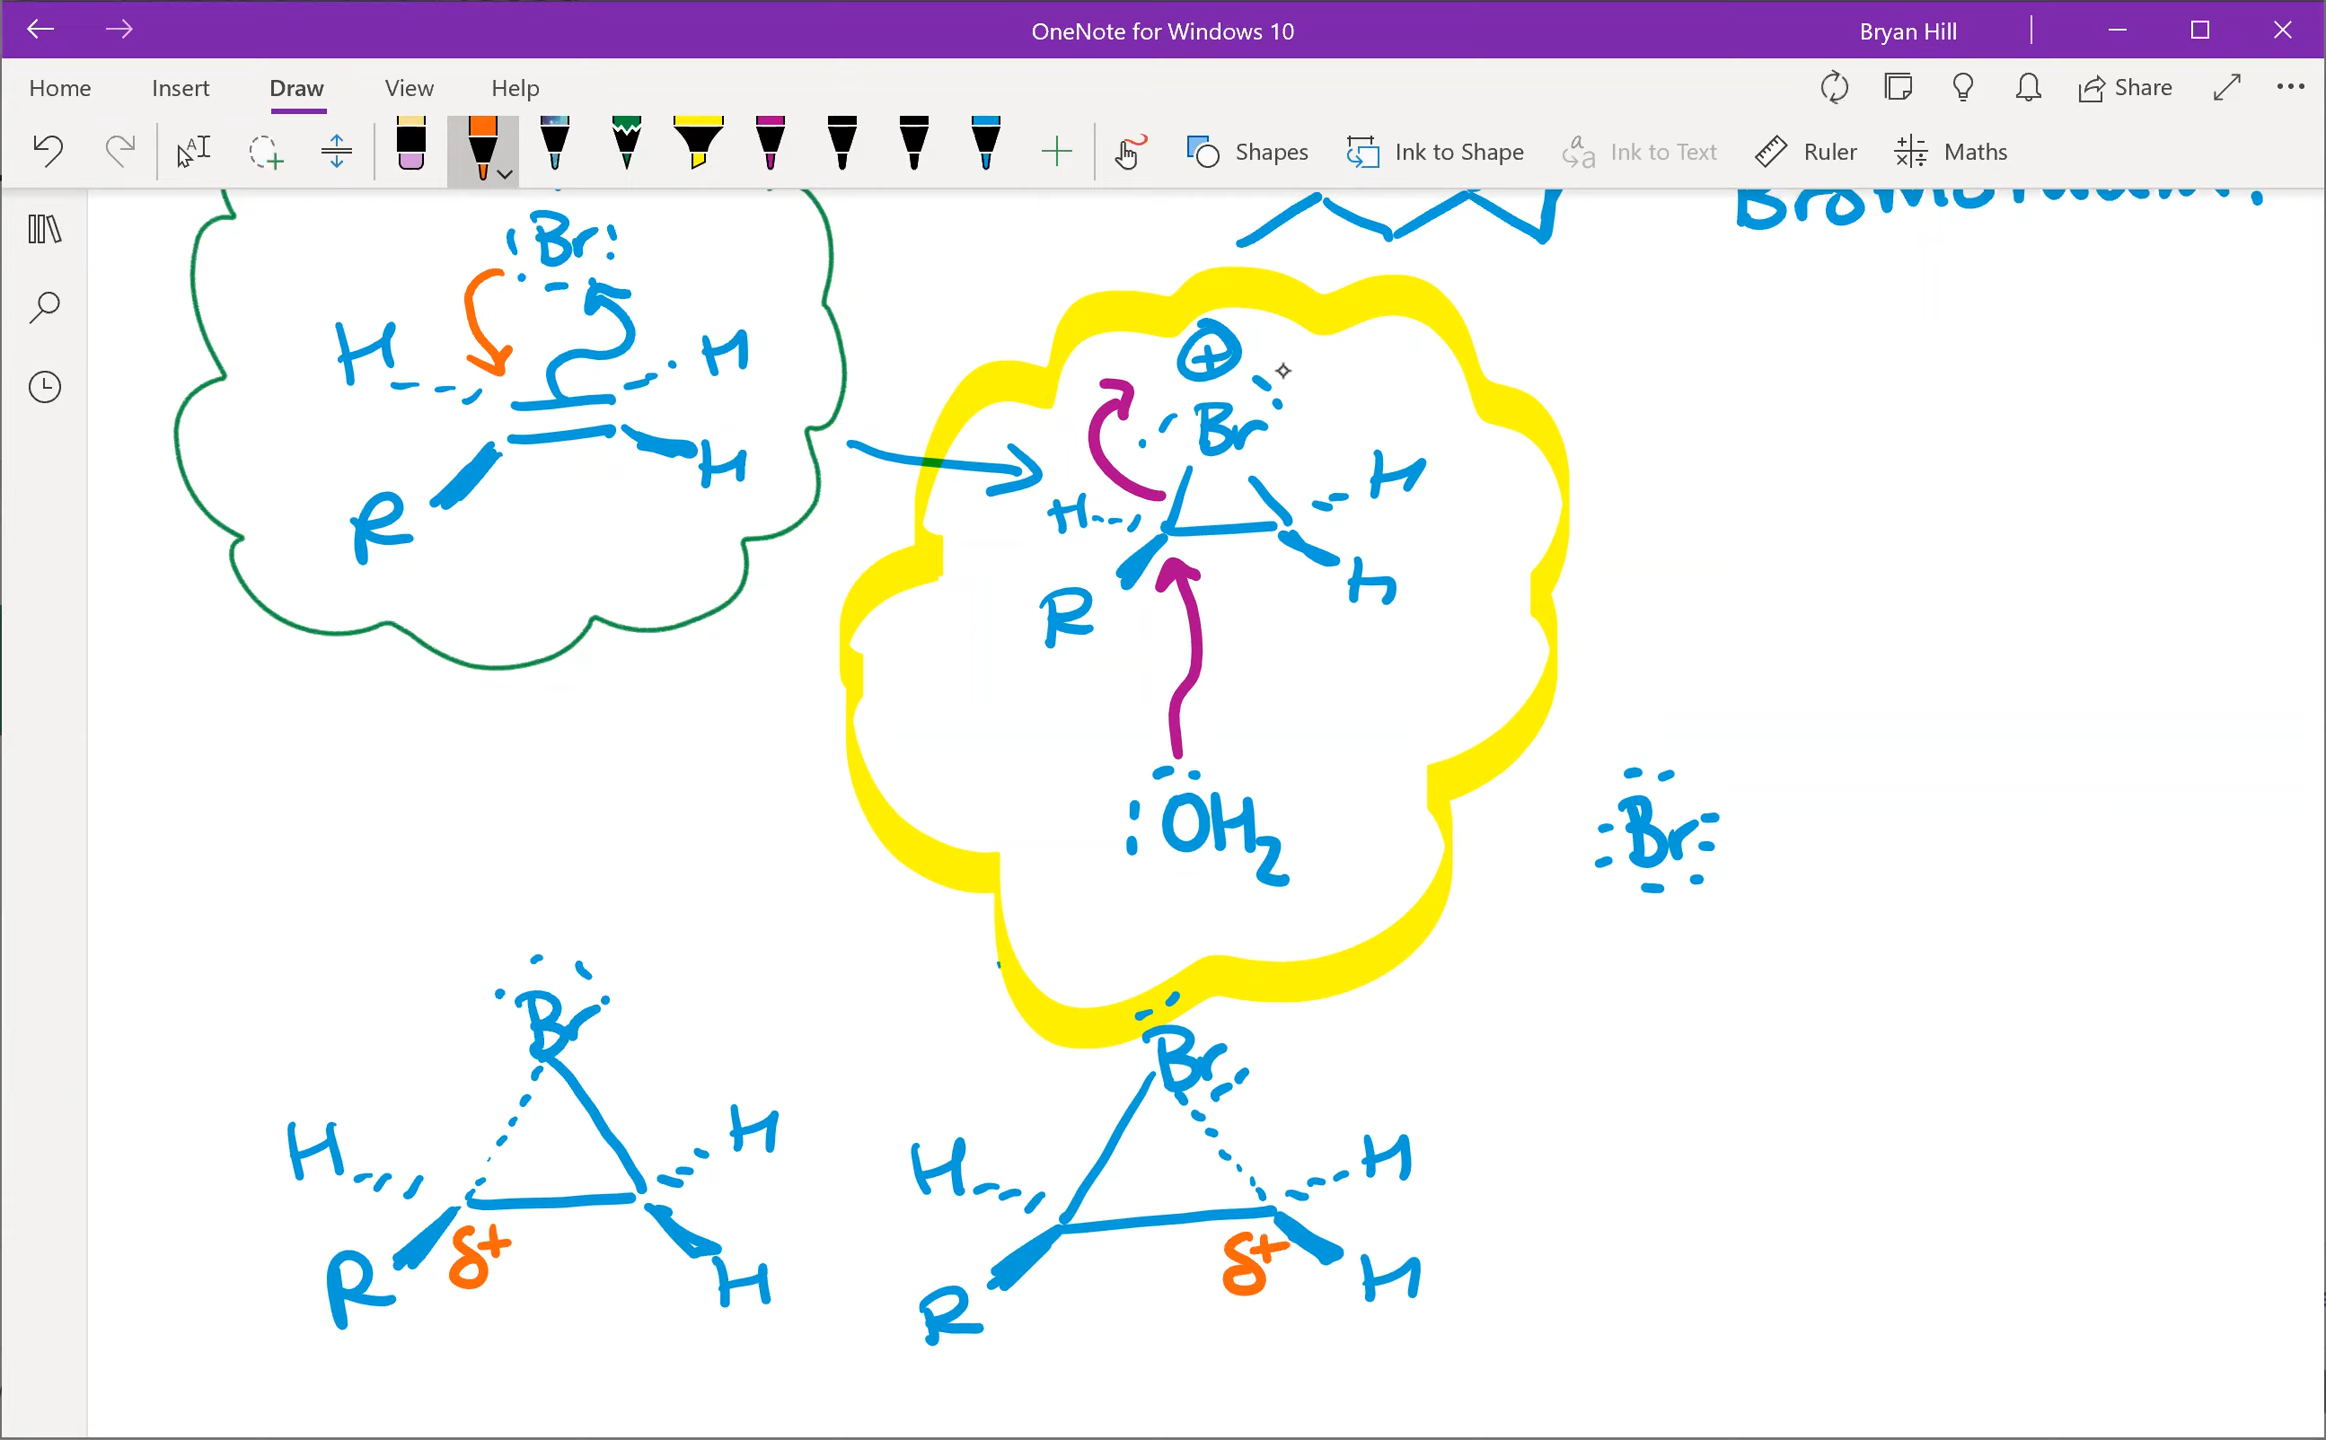 OneNote for Windows 10
Bryan Hill
Home Insert Draw View Help
Share
Shapes Ink to Shape Ink to Text Ruler Maths
Br
H H
H
R
⊕
Br
H
H
H
R
OH2
Br
Br
H H
R δ+ H
Br
H H
R δ+ H